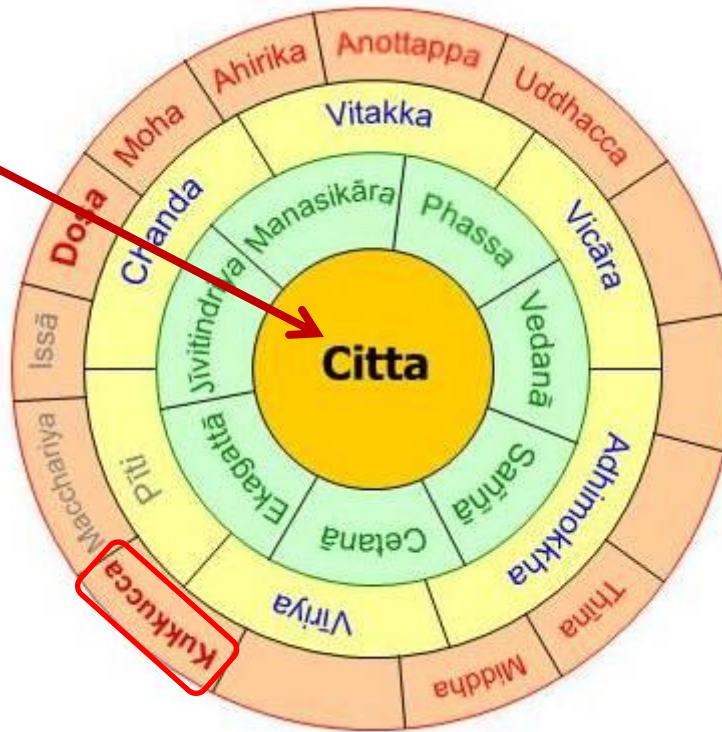 Citta
Manasikāra
Phassa
Vedanā
Saññā
Cetanā
Ekagattā
Jīvitindriya
Vitakka
Vicāra
Adhimokkha
Viriya
Pīti
Chanda
Anottappa
Uddhacca
Thīna
Middha
Kukkucca
Macchariya
Issā
Dosa
Moha
Ahirika